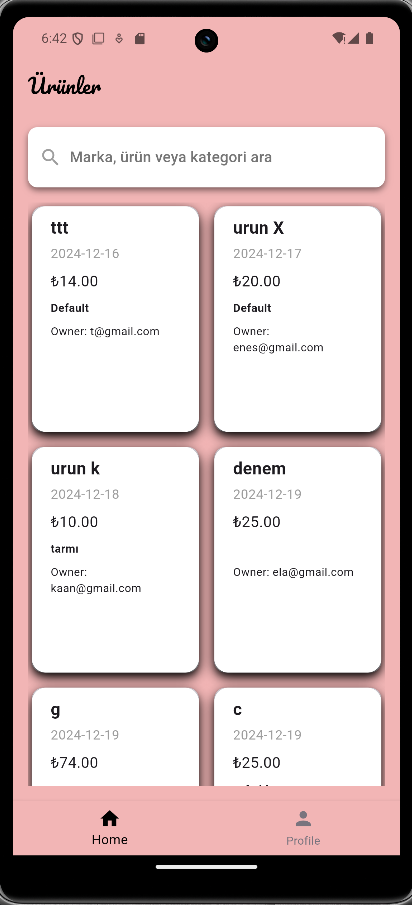 6:42
Ürünler
Marka, ürün veya kategori ara
ttt
2024-12-16
₺14.00
Default
Owner: t@gmail.com
urun X
2024-12-17
₺20.00
Default
Owner:
enes@gmail.com
urun k
2024-12-18
₺10.00
tarmı
Owner:
kaan@gmail.com
denem
2024-12-19
₺25.00
Owner: ela@gmail.com
g
2024-12-19
₺74.00
c
2024-12-19
₺25.00
Home
Profile